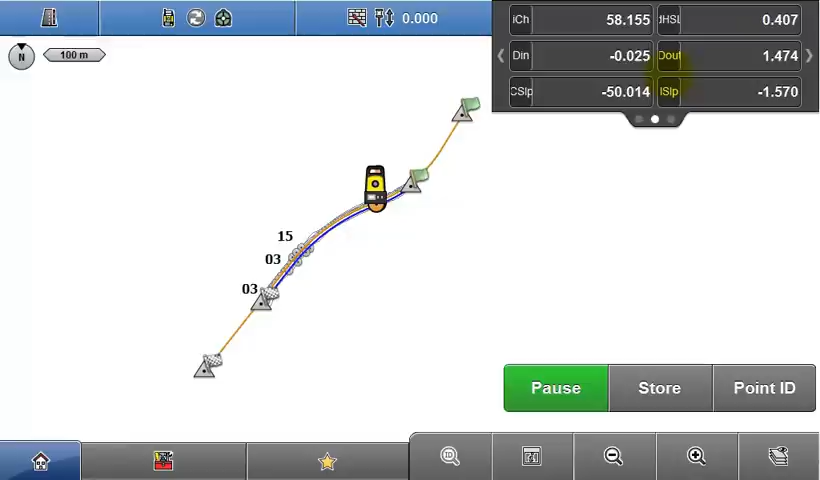 0.000
iCh 58.155 dHSL 0.407
N 100 m
Din -0.025 Dout 1.474
CSlp -50.014 lSlp -1.570
15
03
03
Pause Store Point ID
ID